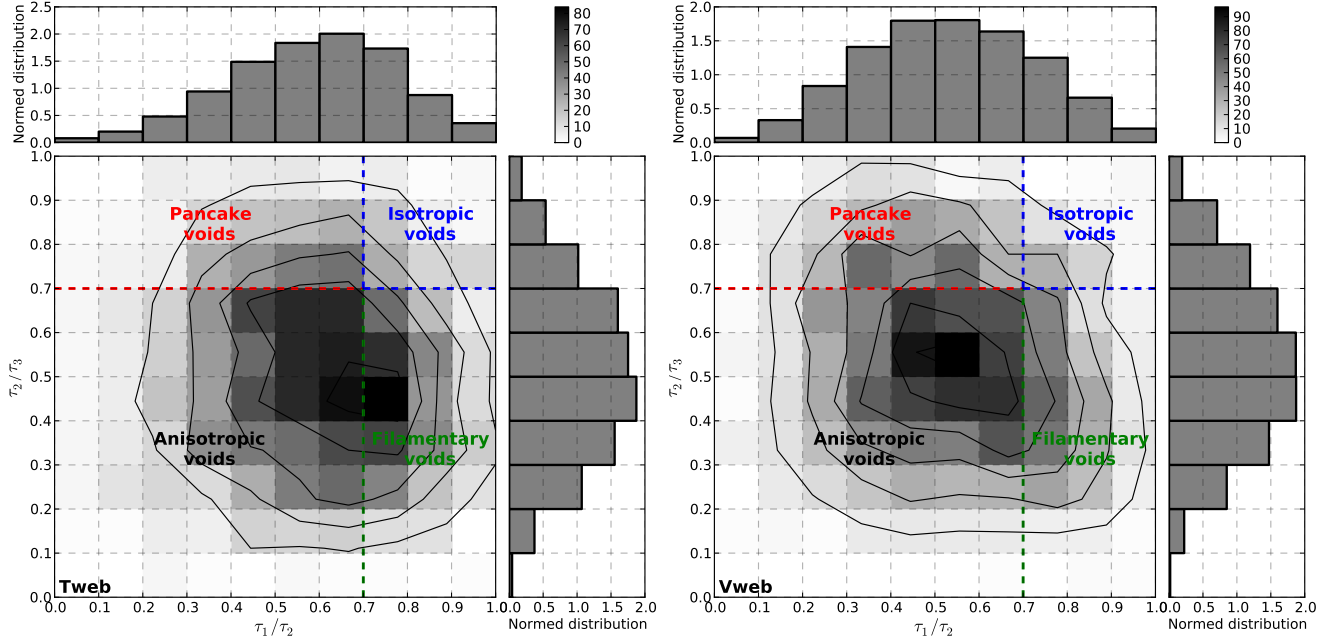 Normed distribution
2.5
2.0
1.5
1.0
0.5
0.0
80
70
60
50
40
30
20
10
0
1.0
0.9
0.8
0.7
0.6
0.5
0.4
0.3
0.2
0.1
0.0
τ2/τ3
Pancake
voids
Isotropic
voids
Anisotropic
voids
Filamentary
voids
Tweb
0.0 0.1 0.2 0.3 0.4 0.5 0.6 0.7 0.8 0.9 1.0
τ1/τ2
0.0 0.5 1.0 1.5 2.0
Normed distribution
Normed distribution
2.0
1.5
1.0
0.5
0.0
90
80
70
60
50
40
30
20
10
0
1.0
0.9
0.8
0.7
0.6
0.5
0.4
0.3
0.2
0.1
0.0
τ2/τ3
Pancake
voids
Isotropic
voids
Anisotropic
voids
Filamentary
voids
Vweb
0.0 0.1 0.2 0.3 0.4 0.5 0.6 0.7 0.8 0.9 1.0
τ1/τ2
0.0 0.5 1.0 1.5 2.0
Normed distribution